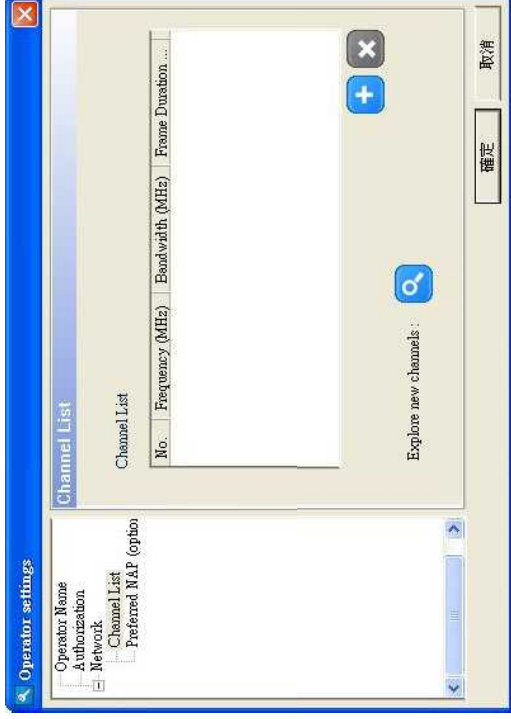 Operator settings
Operator Name
Authorization
Network
Channel List
Preferred NAP (option
Channel List
Channel List
No. Frequency (MHz) Bandwidth (MHz) Frame Duration ...
Explore new channels :
確定 取消